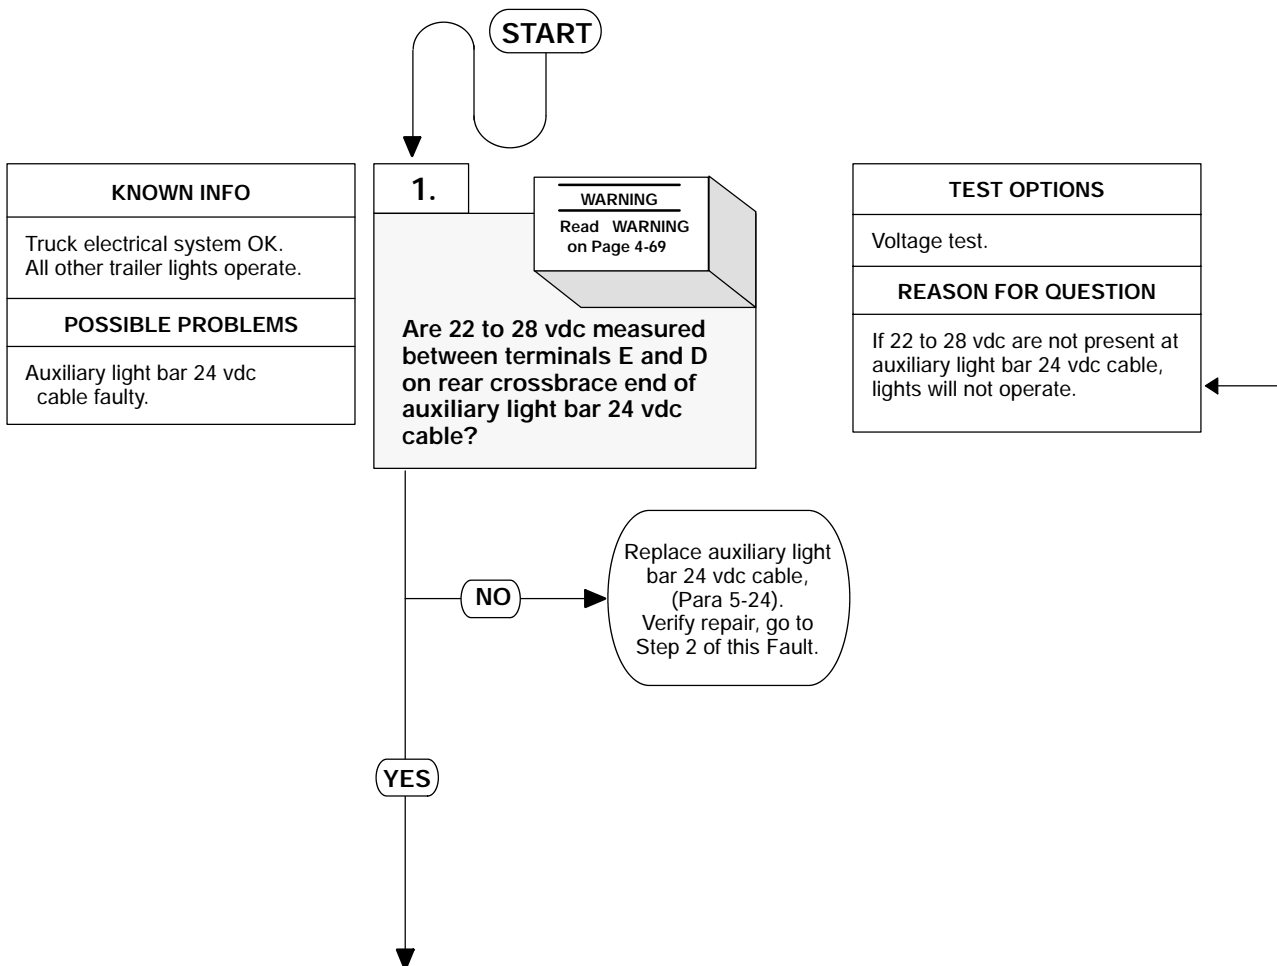 START
KNOWN INFO
Truck electrical system OK.
All other trailer lights operate.
POSSIBLE PROBLEMS
Auxiliary light bar 24 vdc
cable faulty.
1.
WARNING
Read WARNING
on Page 4-69
Are 22 to 28 vdc measured
between terminals E and D
on rear crossbrace end of
auxiliary light bar 24 vdc
cable?
TEST OPTIONS
Voltage test.
REASON FOR QUESTION
If 22 to 28 vdc are not present at
auxiliary light bar 24 vdc cable,
lights will not operate.
NO
Replace auxiliary light
bar 24 vdc cable,
(Para 5-24).
Verify repair, go to
Step 2 of this Fault.
YES